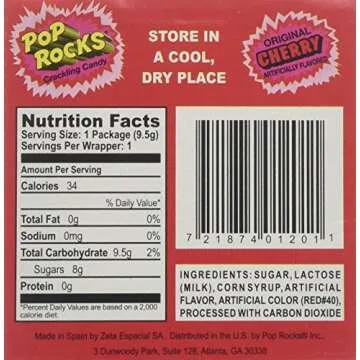 POP
ROCKS
Crackling Candy
STORE IN
A COOL,
DRY PLACE
ORIGINAL
CHERRY
ARTIFICIALLY FLAVORED
Nutrition Facts
Serving Size: 1 Package (9.5g)
Servings Per Wrapper: 1
Amount Per Serving
Calories 34
% Daily Value*
Total Fat 0g 0%
Sodium 0mg 0%
Total Carbohydrate 9.5g 2%
Sugars 8g
Protein 0g
*Percent Daily Values are based on a 2,000
calorie diet.
7 21874 01201 1
INGREDIENTS: SUGAR, LACTOSE
(MILK), CORN SYRUP, ARTIFICIAL
FLAVOR, ARTIFICIAL COLOR (RED#40),
PROCESSED WITH CARBON DIOXIDE
Made in Spain by Zeta Espacial SA. Distributed in the U.S. by Pop Rocks® Inc.
3 Dunwoody Park, Suite 128, Atlanta, GA 30338